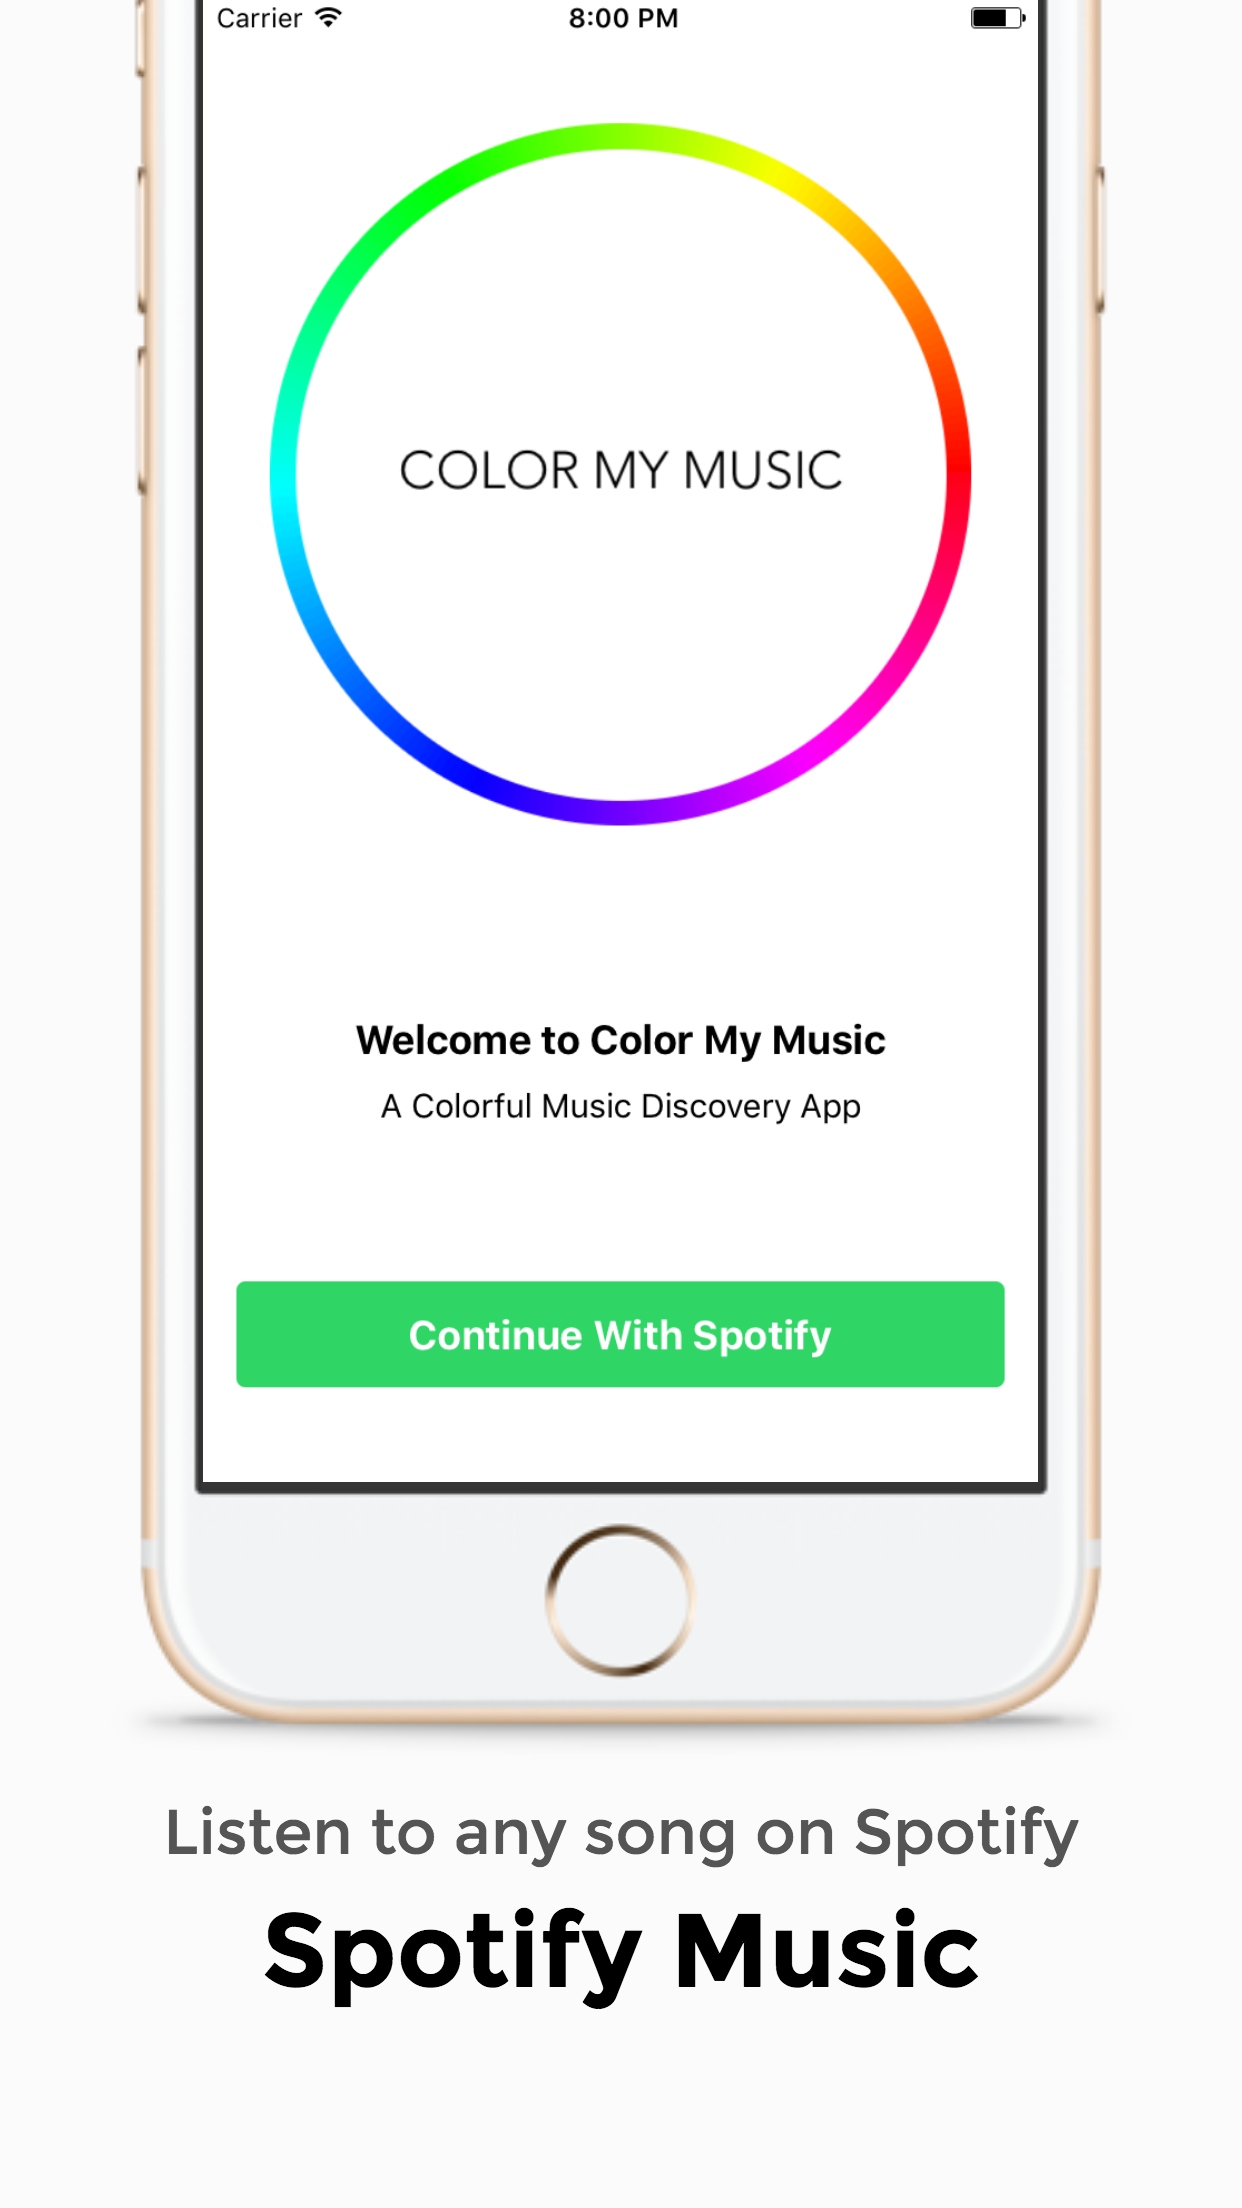 Carrier 8:00 PM
COLOR MY MUSIC
Welcome to Color My Music
A Colorful Music Discovery App
Continue With Spotify
Listen to any song on Spotify
Spotify Music